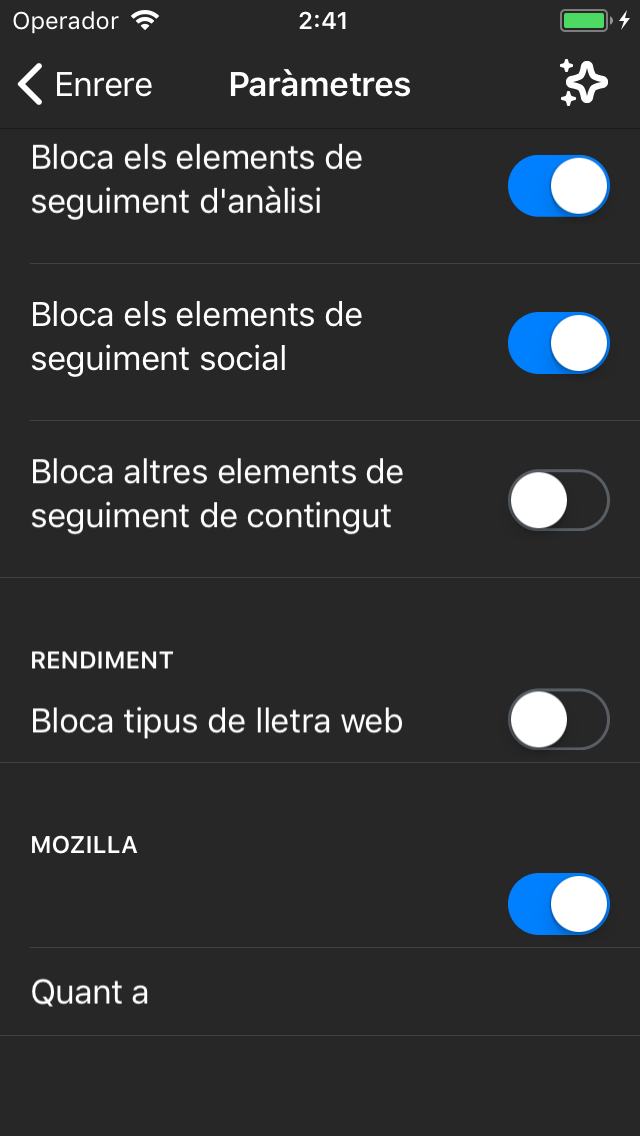 Operador 2:41
Enrere Paràmetres
Bloca els elements de
seguiment d'anàlisi
Bloca els elements de
seguiment social
Bloca altres elements de
seguiment de contingut
RENDIMENT
Bloca tipus de lletra web
MOZILLA
Quant a